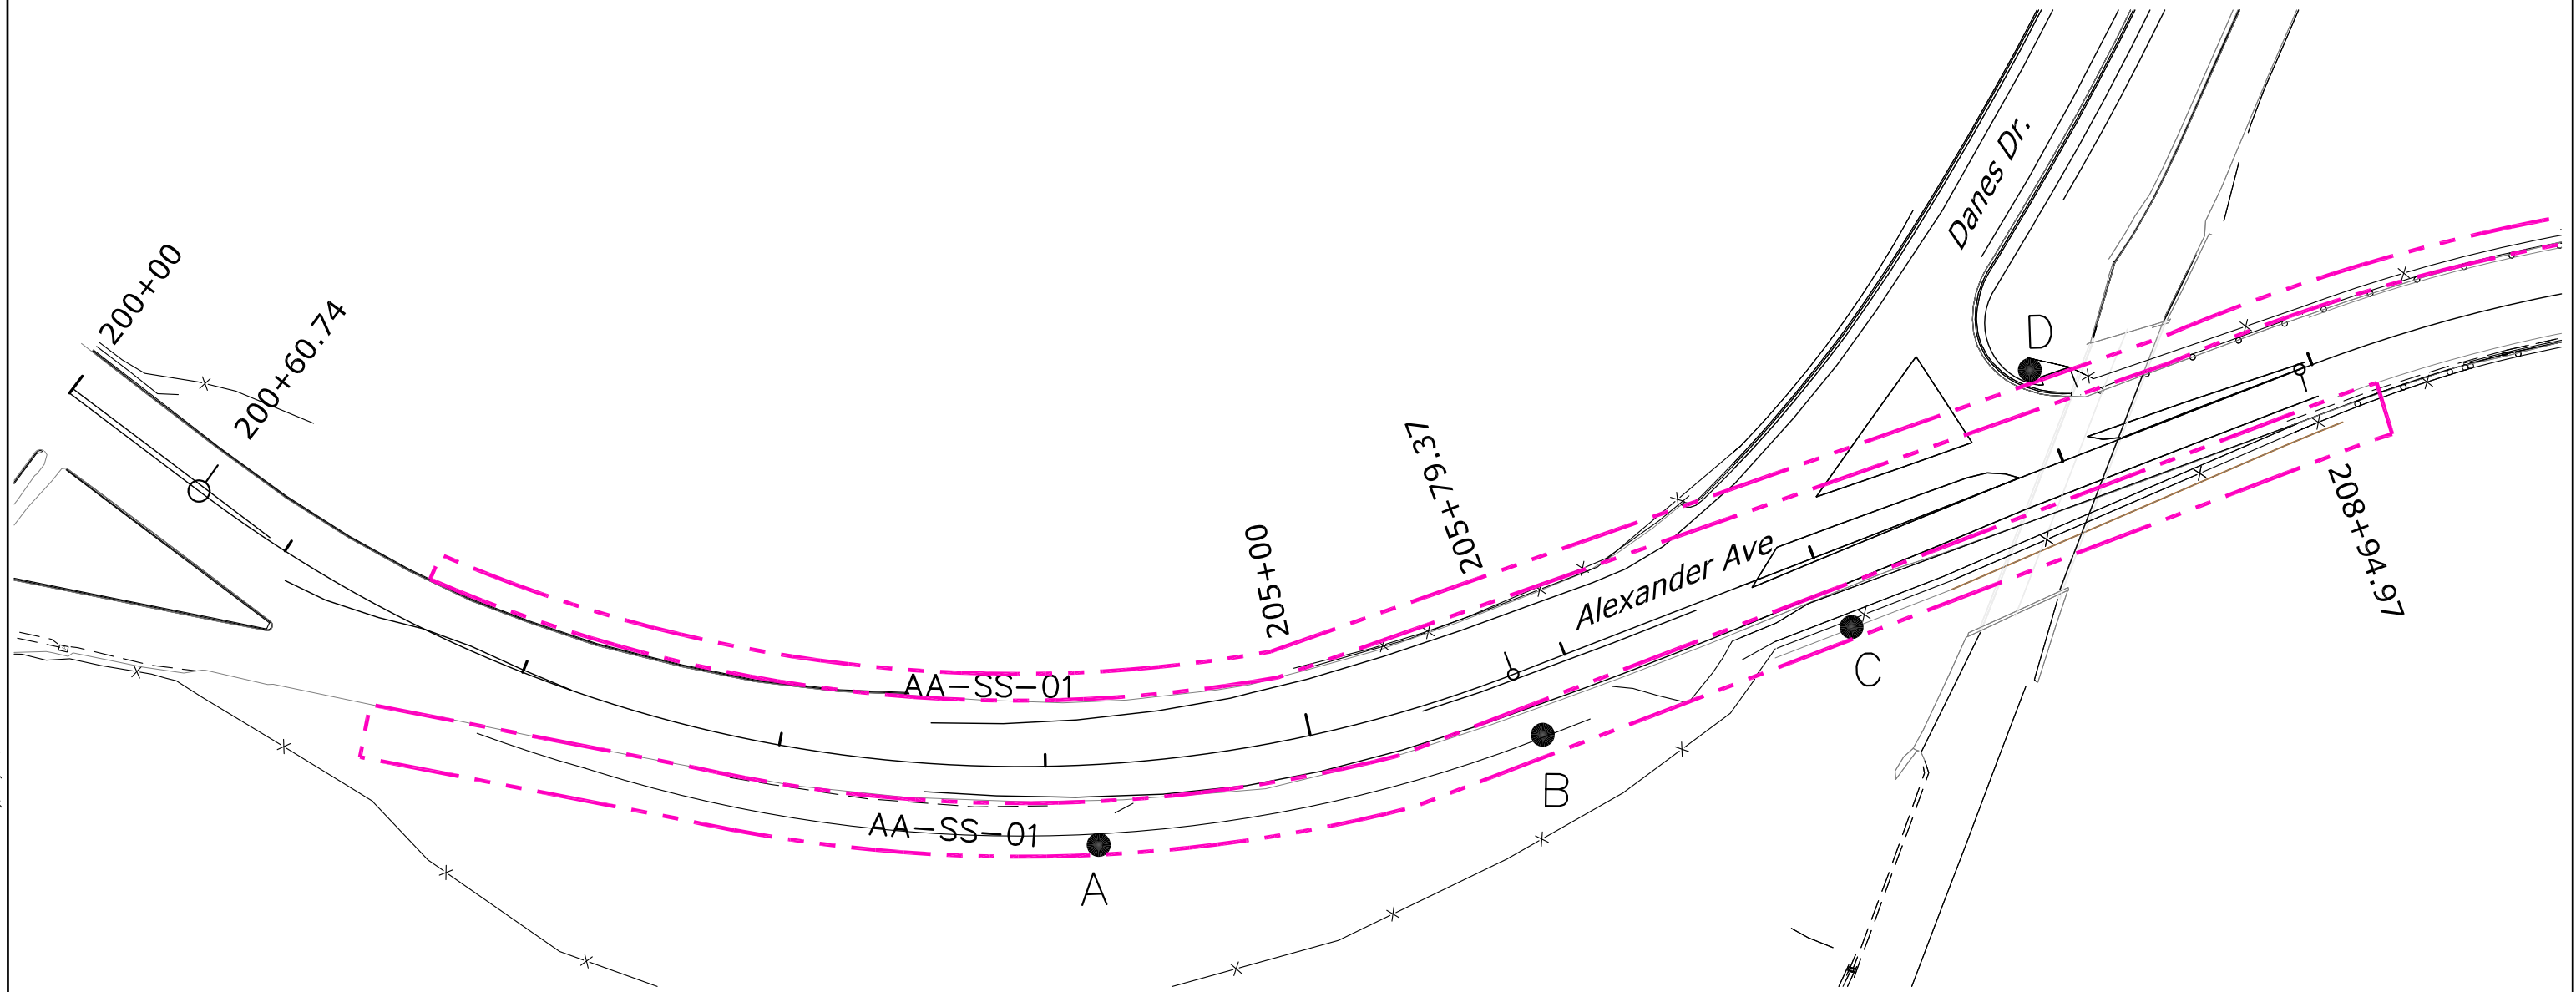 200+00
200+60.74
205+00
205+79.37
Alexander Ave
Danes Dr.
D
208+94.97
AA-SS-01
AA-SS-01
A
B
C